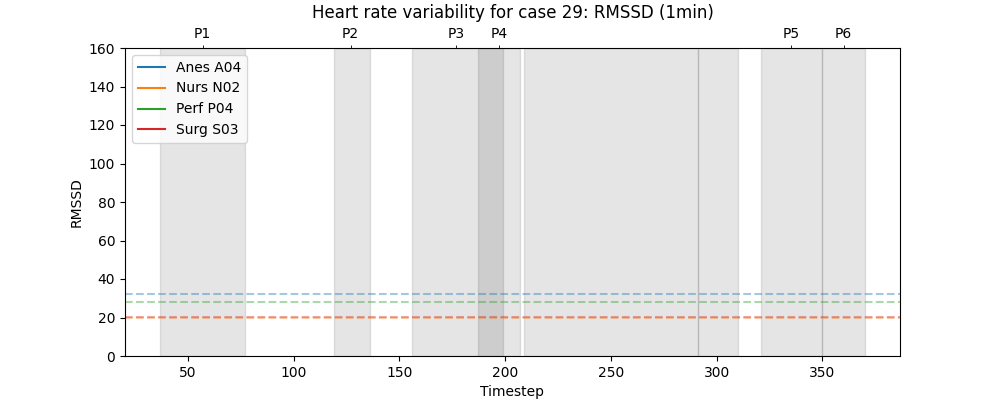 Heart rate variability for case 29: RMSSD (1min)
P1 P2 P3 P4 P5 P6
160
140
120
100
80
60
40
20
0
RMSSD
Anes A04
Nurs N02
Perf P04
Surg S03
50 100 150 200 250 300 350
Timestep